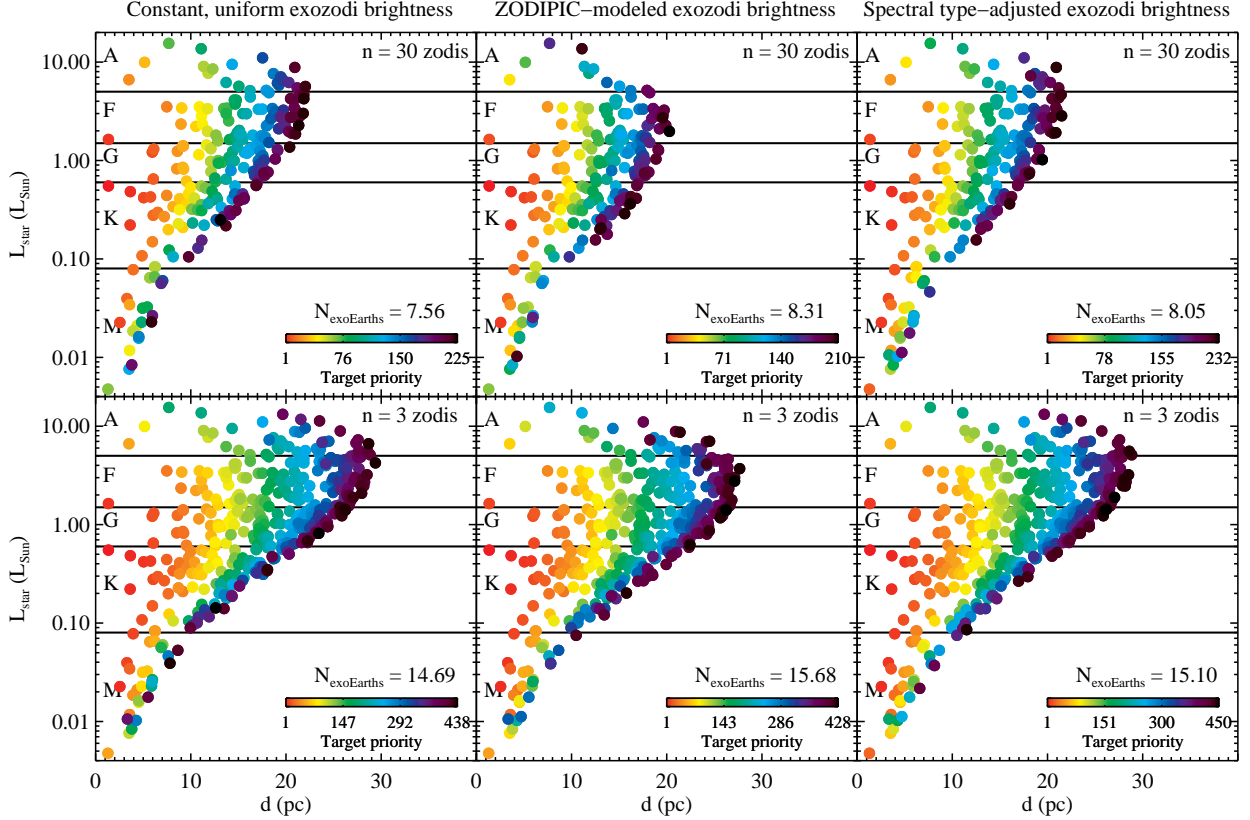 Constant, uniform exozodi brightness
ZODIPIC−modeled exozodi brightness
Spectral type−adjusted exozodi brightness
n = 30 zodis
n = 30 zodis
n = 30 zodis
10.00
1.00
0.10
0.01
L_star (L_Sun)
A
F
G
K
M
A
F
G
K
M
A
F
G
K
M
N_exoEarths = 7.56
1 76 150 225
Target priority
N_exoEarths = 8.31
1 71 140 210
Target priority
N_exoEarths = 8.05
1 78 155 232
Target priority
n = 3 zodis
n = 3 zodis
n = 3 zodis
10.00
1.00
0.10
0.01
L_star (L_Sun)
A
F
G
K
M
A
F
G
K
M
A
F
G
K
M
N_exoEarths = 14.69
1 147 292 438
Target priority
N_exoEarths = 15.68
1 143 286 428
Target priority
N_exoEarths = 15.10
1 151 300 450
Target priority
0 10 20 30
0 10 20 30
0 10 20 30
d (pc)
d (pc)
d (pc)